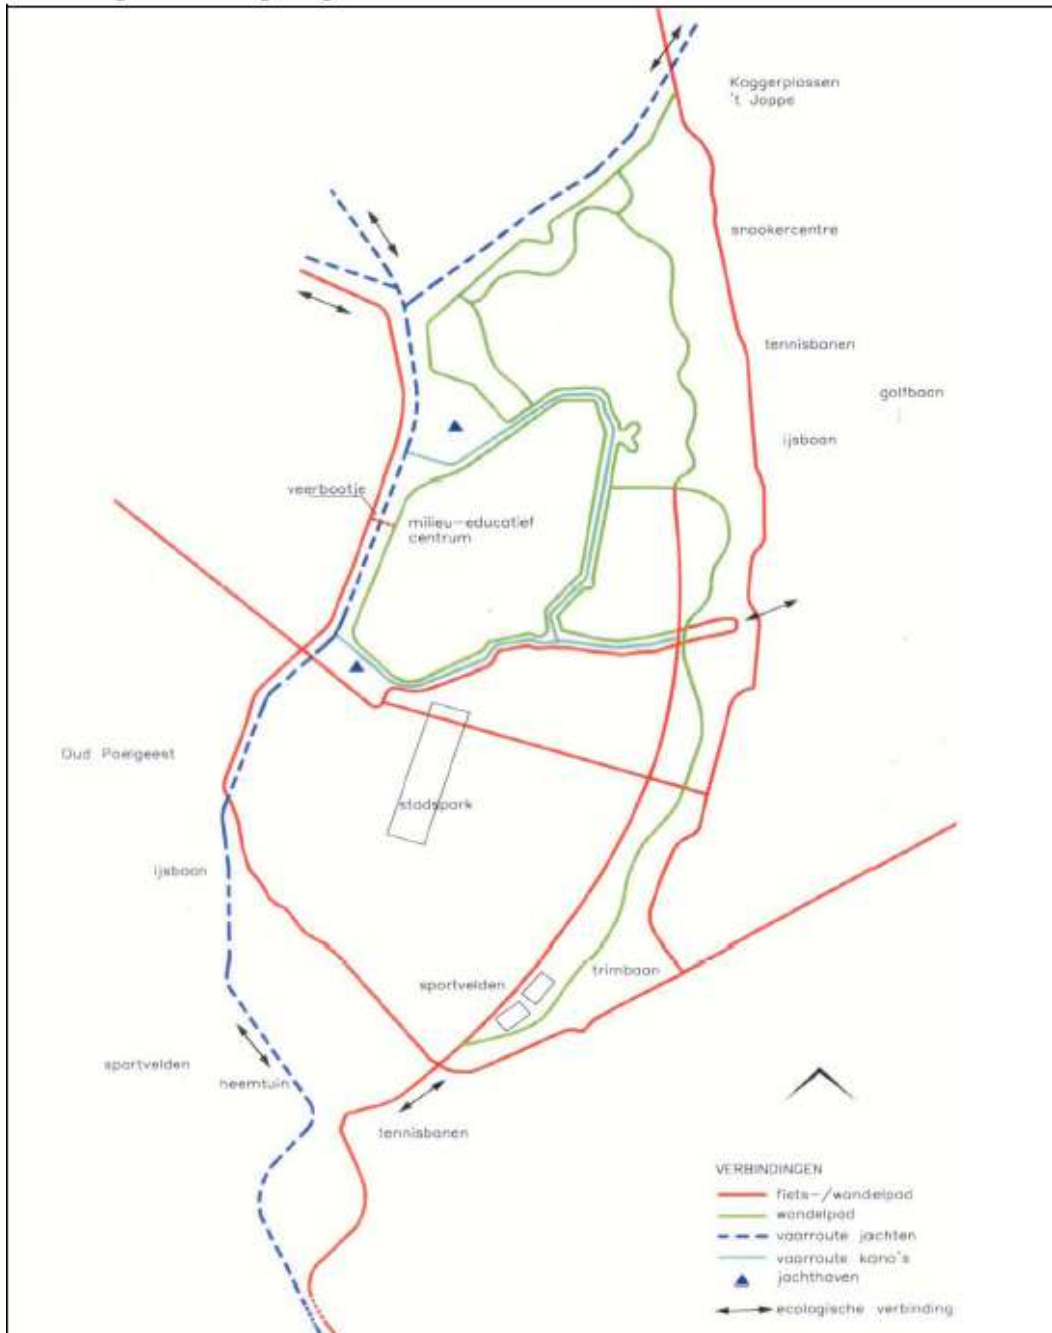 Kaggerplassen
't Joppe
snookercentre
tennisbanen
golfbaan
ijsbaan
veerbootje
milieu-educatief
centrum
Oud Poelgeest
stadspark
ijsbaan
sportvelden
trimbaan
sportvelden
heemtuin
tennisbanen
VERBINDINGEN
fiets-/wandelpad
wandelpad
vaarroute jachten
vaarroute kano's
jachthaven
ecologische verbinding